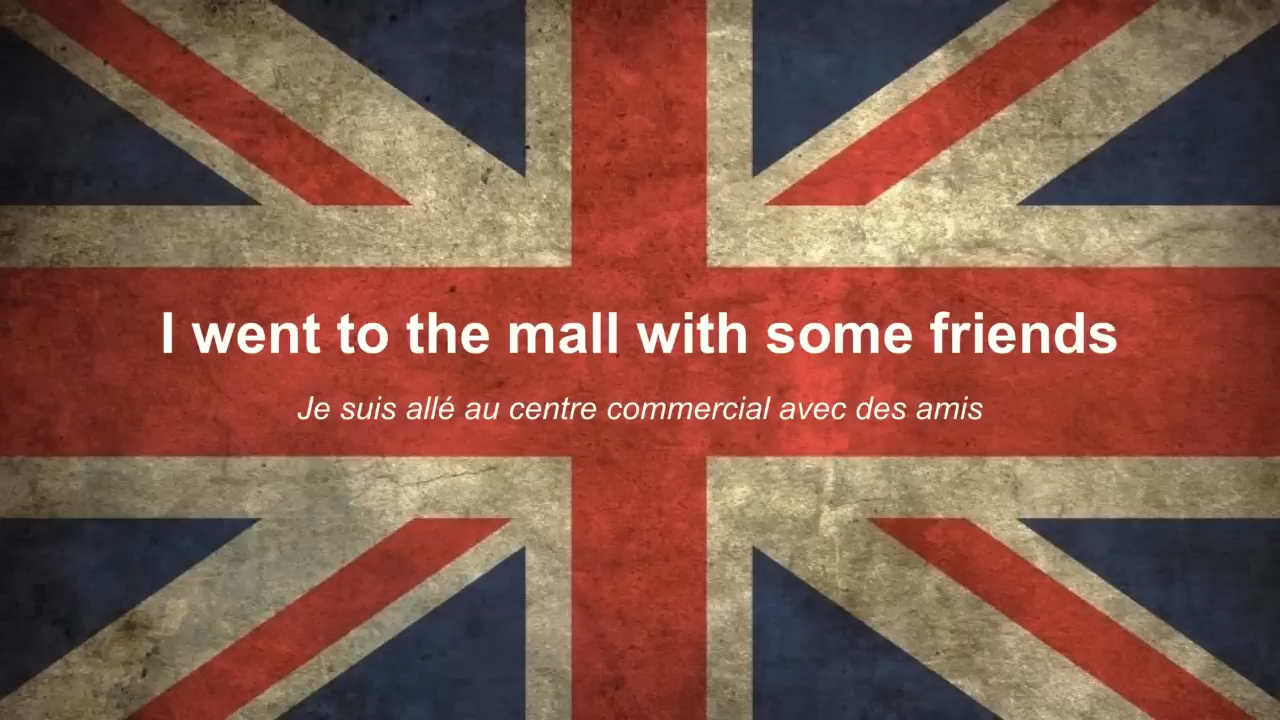 I went to the mall with some friends
Je suis allé au centre commercial avec des amis